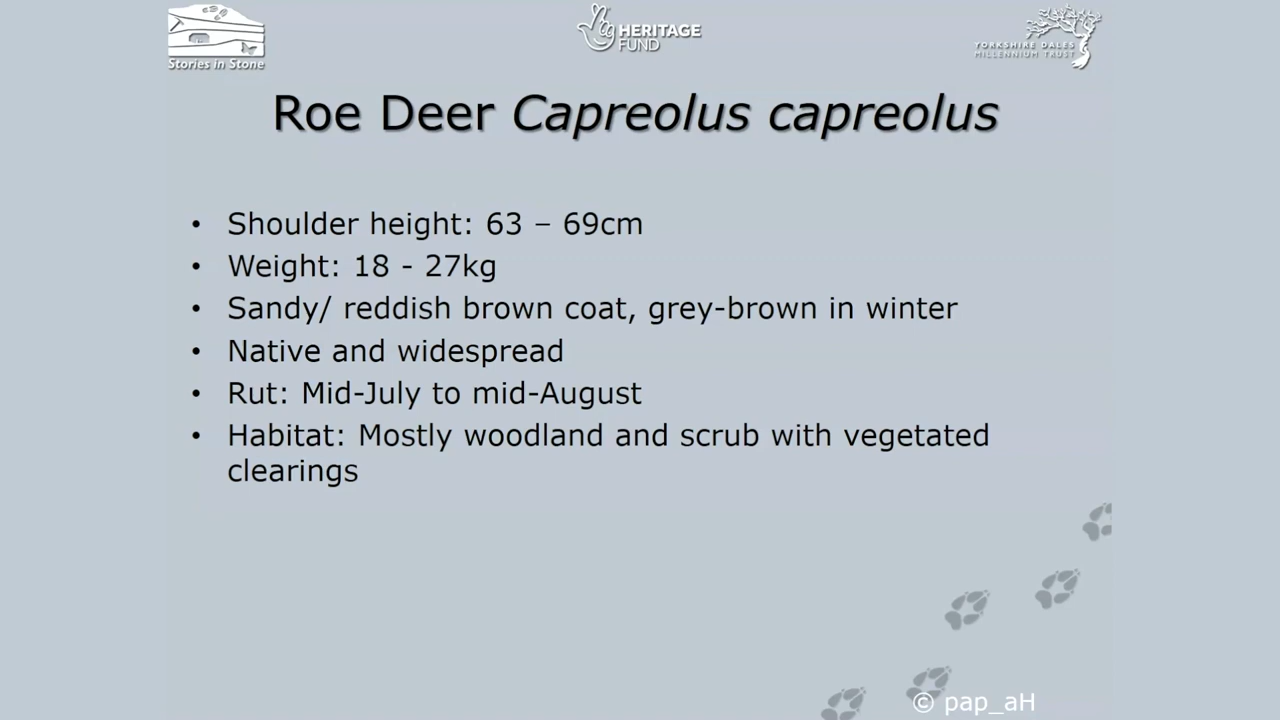 Stories in Stone
HERITAGE
FUND
YORKSHIRE DALES
MILLENNIUM TRUST
Roe Deer Capreolus capreolus
• Shoulder height: 63 – 69cm
• Weight: 18 - 27kg
• Sandy/ reddish brown coat, grey-brown in winter
• Native and widespread
• Rut: Mid-July to mid-August
• Habitat: Mostly woodland and scrub with vegetated
clearings
© pap_aH